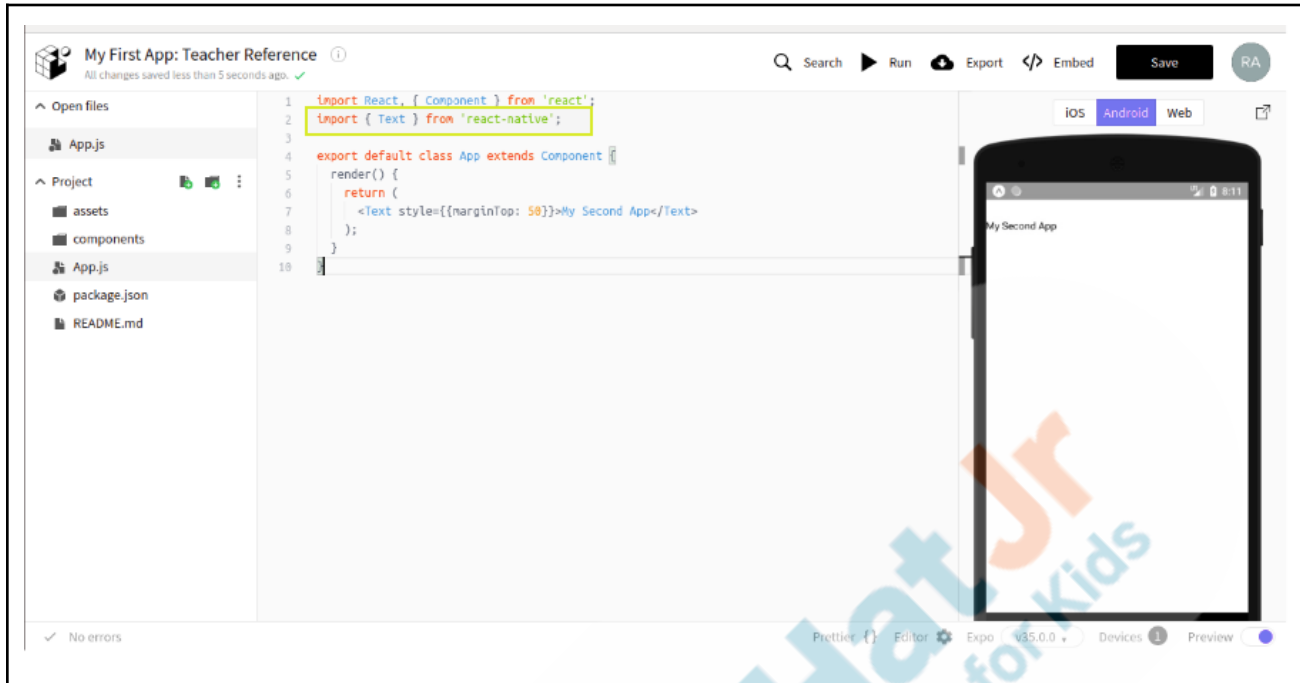 My First App: Teacher Reference
All changes saved less than 5 seconds ago.
Search Run Export </> Embed Save RA
Open files
App.js
Project
assets
components
App.js
package.json
README.md
1 import React, { Component } from 'react';
2 import { Text } from 'react-native';
3
4 export default class App extends Component {
5 render() {
6 return (
7 <Text style={{marginTop: 50}}>My Second App</Text>
8 );
9 }
10 }
iOS Android Web
8:11
My Second App
Hat Jr
for Kids
No errors
Prettier {} Editor Expo v35.0.0 Devices 1 Preview